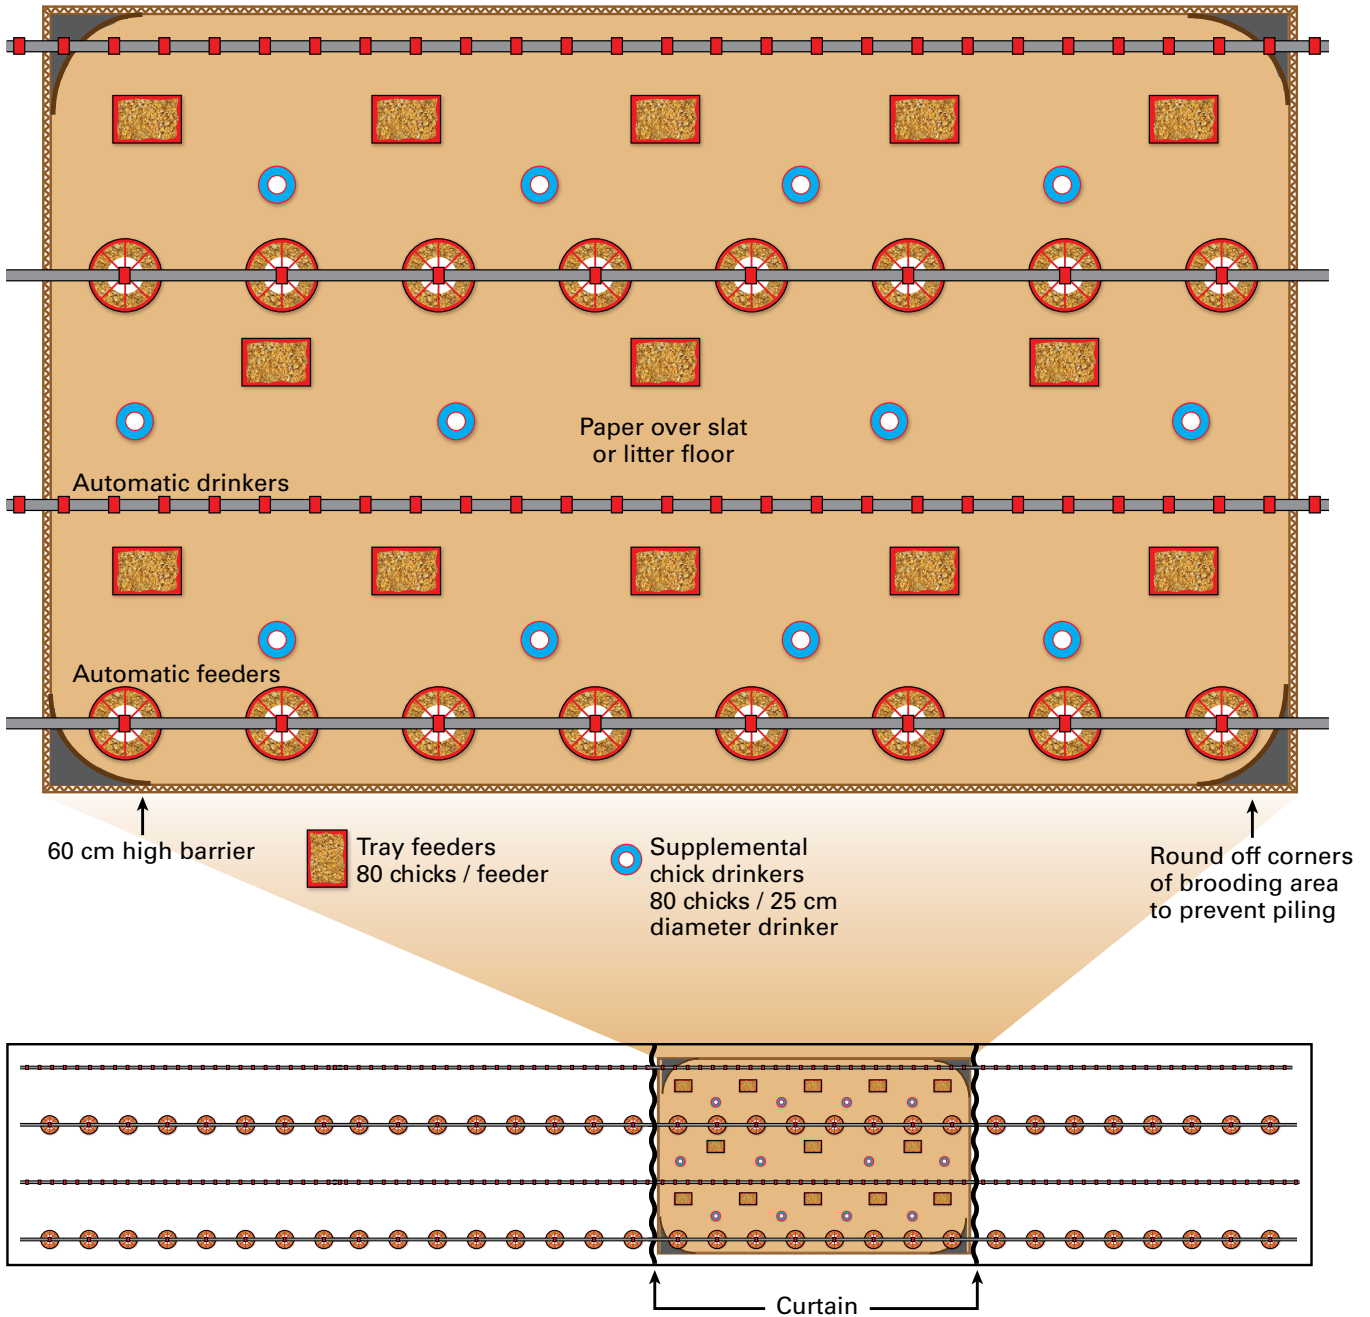 Paper over slat
or litter floor
Automatic drinkers
Automatic feeders
60 cm high barrier
Tray feeders
80 chicks / feeder
Supplemental
chick drinkers
80 chicks / 25 cm
diameter drinker
Round off corners
of brooding area
to prevent piling
Curtain